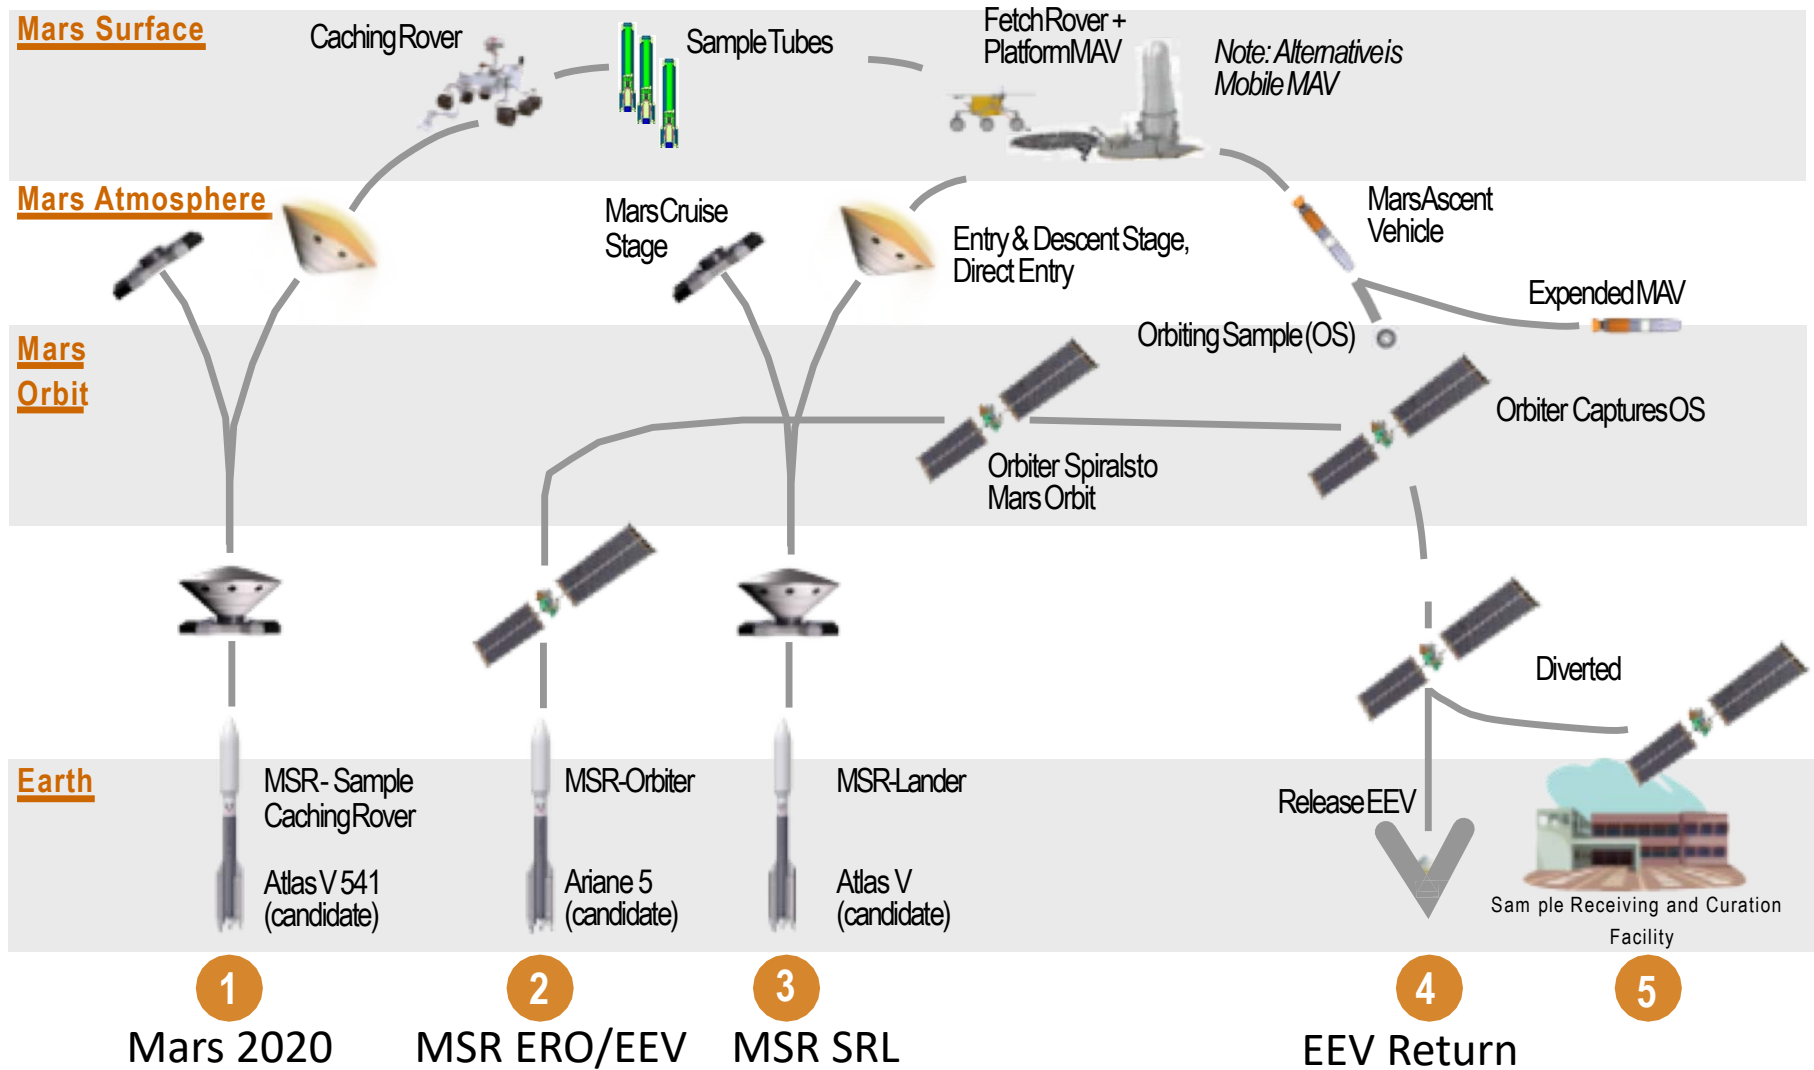 Mars Surface
Caching Rover
Sample Tubes
Fetch Rover +
Platform MAV
Note: Alternative is
Mobile MAV
Mars Atmosphere
Mars Cruise
Stage
Entry & Descent Stage,
Direct Entry
Mars Ascent
Vehicle
Expended MAV
Orbiting Sample (OS)
Mars
Orbit
Orbiter Captures OS
Orbiter Spirals to
Mars Orbit
Diverted
Earth
MSR - Sample
Caching Rover
Atlas V 541
(candidate)
MSR-Orbiter
Ariane 5
(candidate)
MSR-Lander
Atlas V
(candidate)
Release EEV
Sam ple Receiving and Curation
Facility
1
2
3
4
5
Mars 2020
MSR ERO/EEV
MSR SRL
EEV Return